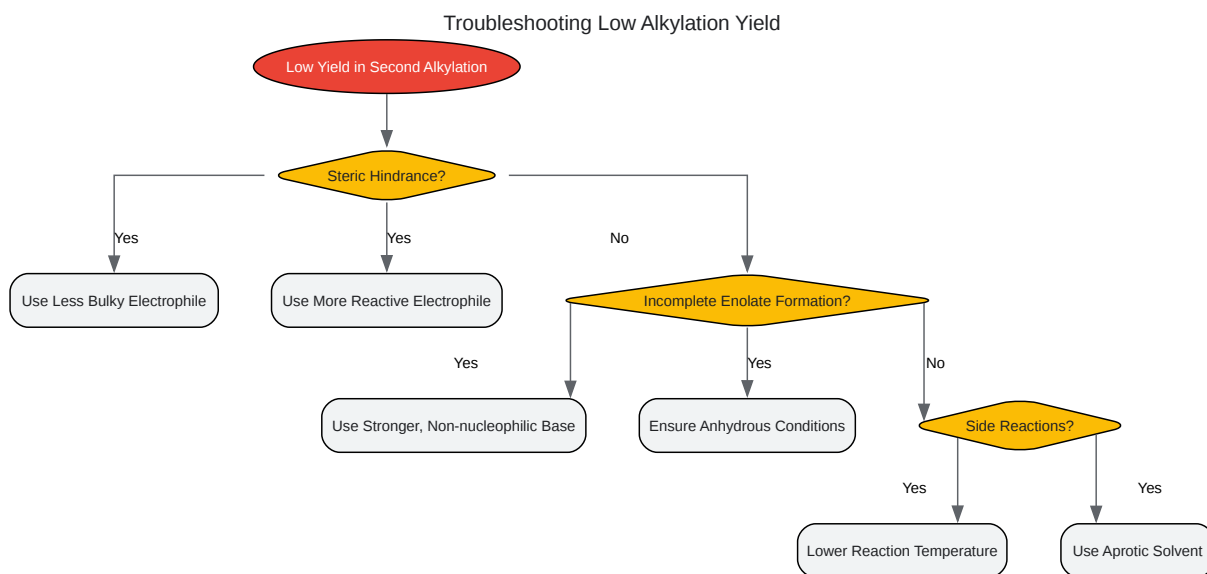 Troubleshooting Low Alkylation Yield
Low Yield in Second Alkylation
Steric Hindrance?
Yes
Yes
No
Use Less Bulky Electrophile
Use More Reactive Electrophile
Incomplete Enolate Formation?
Yes
Yes
No
Use Stronger, Non-nucleophilic Base
Ensure Anhydrous Conditions
Side Reactions?
Yes
Yes
Lower Reaction Temperature
Use Aprotic Solvent